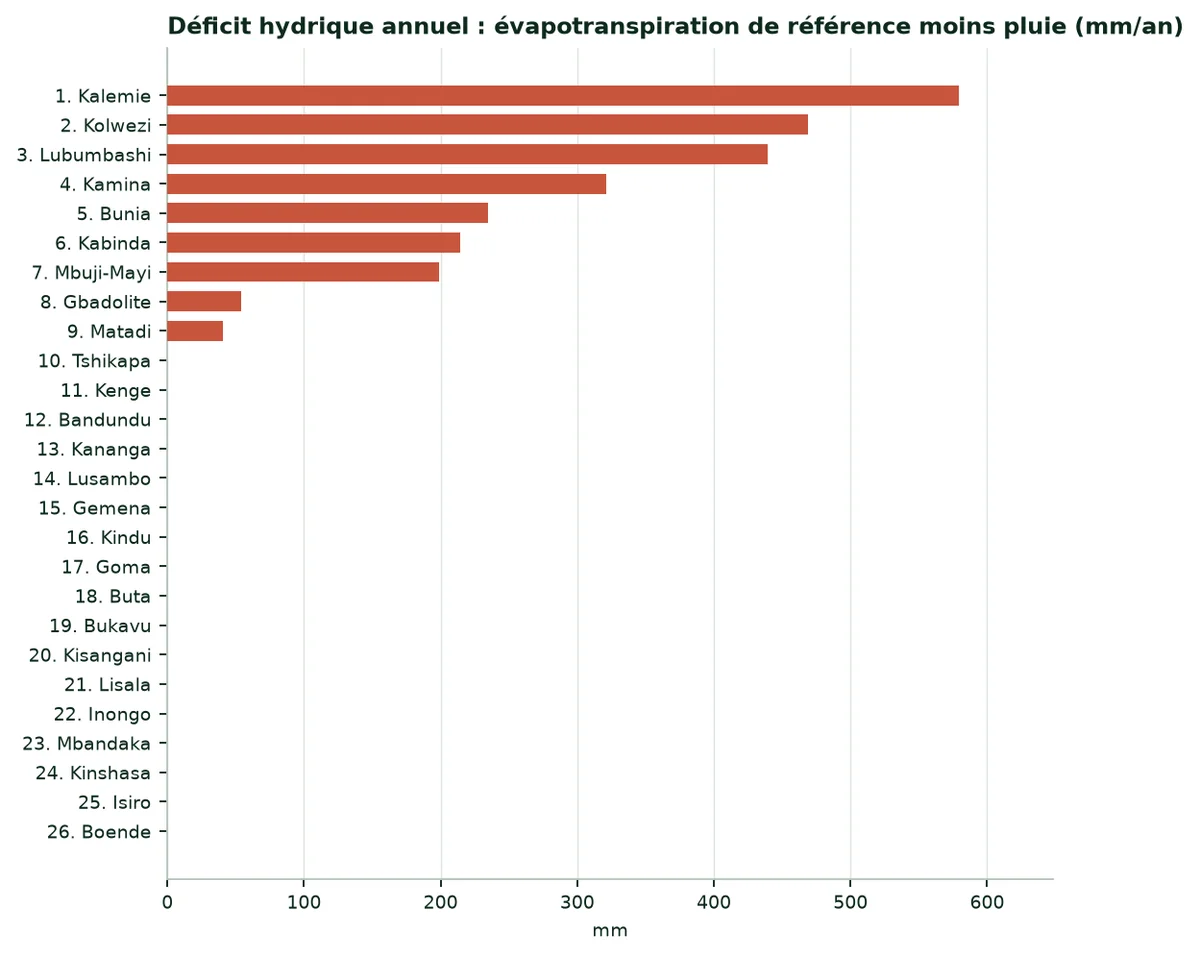 Déficit hydrique annuel : évapotranspiration de référence moins pluie (mm/an)
1. Kalemie
2. Kolwezi
3. Lubumbashi
4. Kamina
5. Bunia
6. Kabinda
7. Mbuji-Mayi
8. Gbadolite
9. Matadi
10. Tshikapa
11. Kenge
12. Bandundu
13. Kananga
14. Lusambo
15. Gemena
16. Kindu
17. Goma
18. Buta
19. Bukavu
20. Kisangani
21. Lisala
22. Inongo
23. Mbandaka
24. Kinshasa
25. Isiro
26. Boende
0 100 200 300 400 500 600
mm